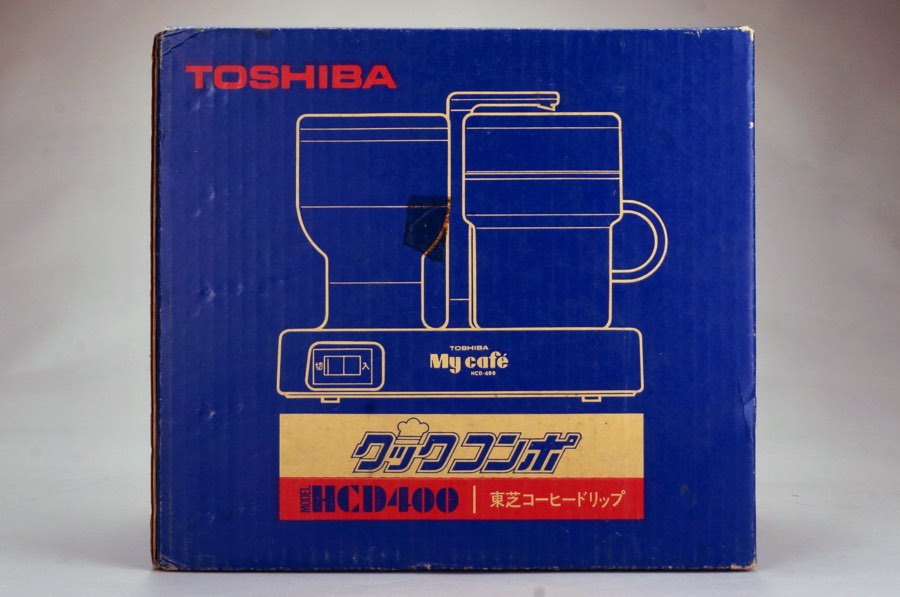 TOSHIBA
TOSHIBA
My café
HCD-400
切 入
クックコンポ
MODEL HCD400 東芝コーヒードリップ